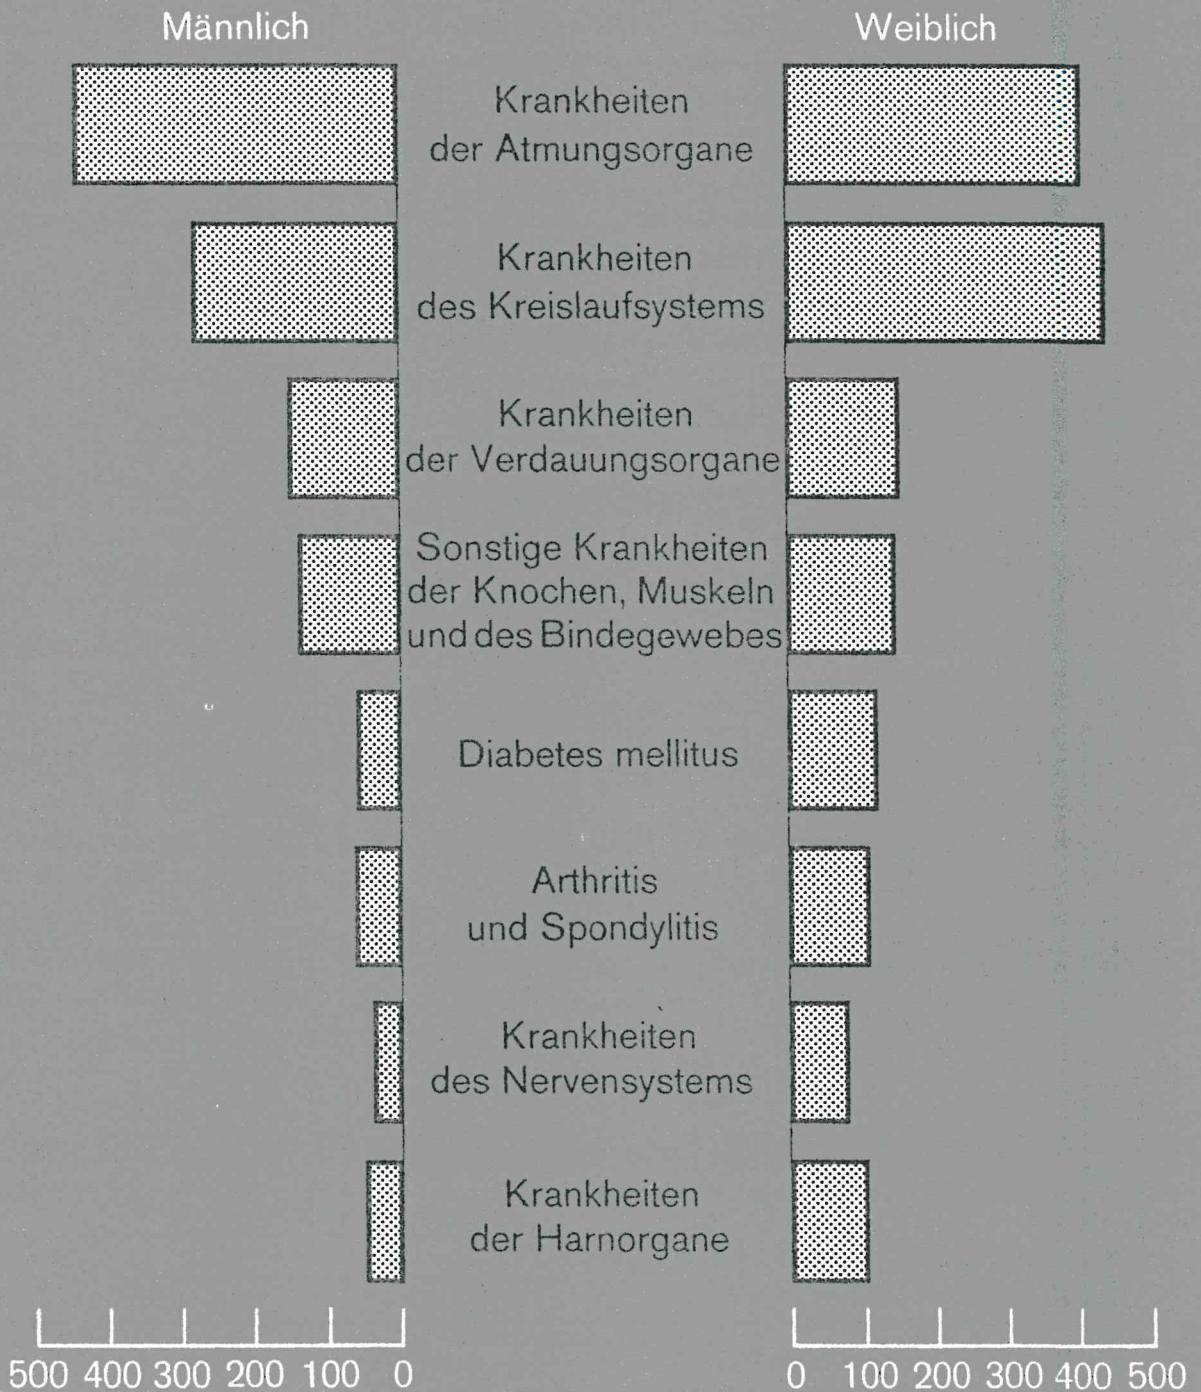 Männlich
Weiblich
Krankheiten
der Atmungsorgane
Krankheiten
des Kreislaufsystems
Krankheiten
der Verdauungsorgane
Sonstige Krankheiten
der Knochen, Muskeln
und des Bindegewebes
Diabetes mellitus
Arthritis
und Spondylitis
Krankheiten
des Nervensystems
Krankheiten
der Harnorgane
500 400 300 200 100 0
0 100 200 300 400 500